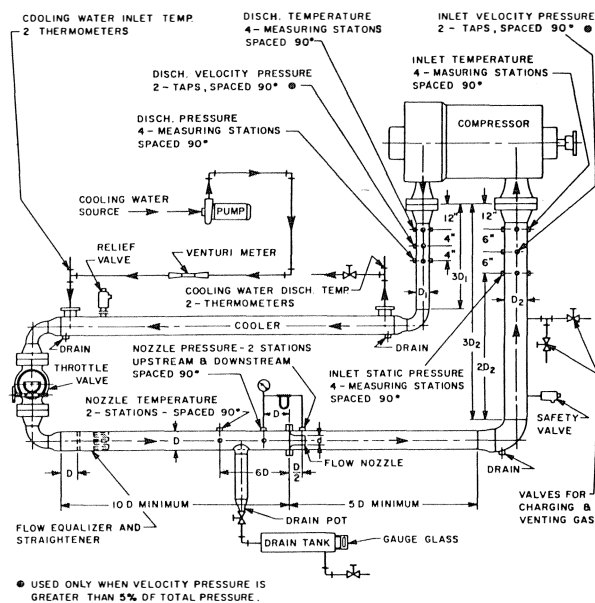 COOLING WATER INLET TEMP.
2 THERMOMETERS
DISCH. TEMPERATURE
4- MEASURING STATONS
SPACED 90°
INLET VELOCITY PRESSURE
2 - TAPS, SPACED 90° ⊕
DISCH. VELOCITY PRESSURE
2 - TAPS, SPACED 90° ⊕
INLET TEMPERATURE
4 - MASURING STATIONS
SPACED 90°
DISCH. PRESSURE
4 - MEASURING STATIONS
SPACED 90°
COMPRESSOR
COOLING WATER
SOURCE
PUMP
12"
12"
4"
6"
4"
6"
RELIEF
VALVE
VENTURI METER
COOLING WATER DISCH. TEMP.
2 - THERMOMETERS
D1
3D1
D2
COOLER
3D2
2D2
DRAIN
DRAIN
THROTTLE
VALVE
NOZZLE PRESSURE - 2 STATIONS
UPSTREAM & DOWNSTREAM
SPACED 90°
INLET STATIC PRESSURE
4 - MEASURING STATIONS
SPACED 90°
NOZZLE TEMPERATURE
2 - STATIONS - SPACED 90°
SAFETY
VALVE
D
D
d
FLOW NOZZLE
DRAIN
D
6D
D/2
VALVES FOR
CHARGING &
VENTING GAS
10 D MINIMUM
5 D MINIMUM
FLOW EQUALIZER AND
STRAIGHTENER
DRAIN POT
DRAIN TANK
GAUGE GLASS
⊕ USED ONLY WHEN VELOCITY PRESSURE IS
GREATER THAN 5% OF TOTAL PRESSURE.